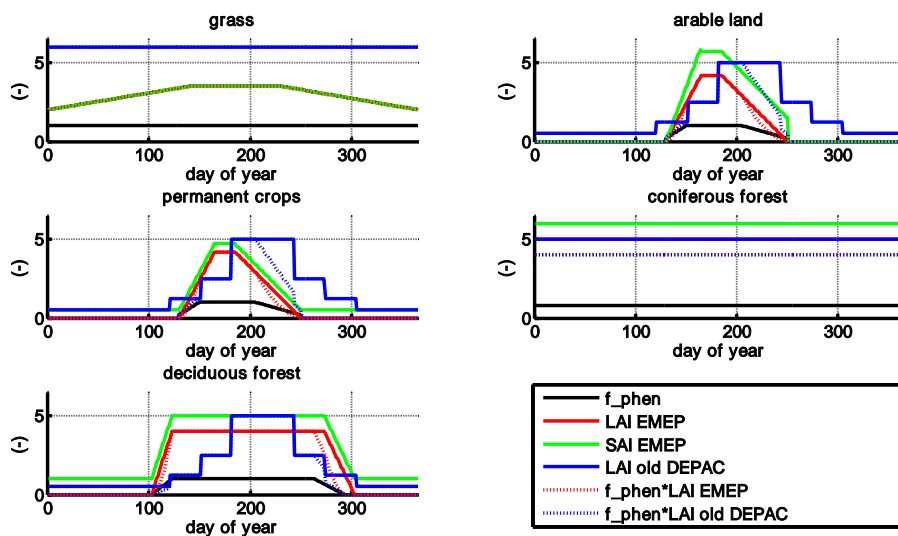 grass
arable land
5
(-)
0
0 100 200 300
day of year
5
(-)
0
0 100 200 300
day of year
permanent crops
coniferous forest
5
(-)
0
0 100 200 300
day of year
5
(-)
0
0 100 200 300
day of year
deciduous forest
5
(-)
0
0 100 200 300
day of year
f_phen
LAI EMEP
SAI EMEP
LAI old DEPAC
f_phen*LAI EMEP
f_phen*LAI old DEPAC